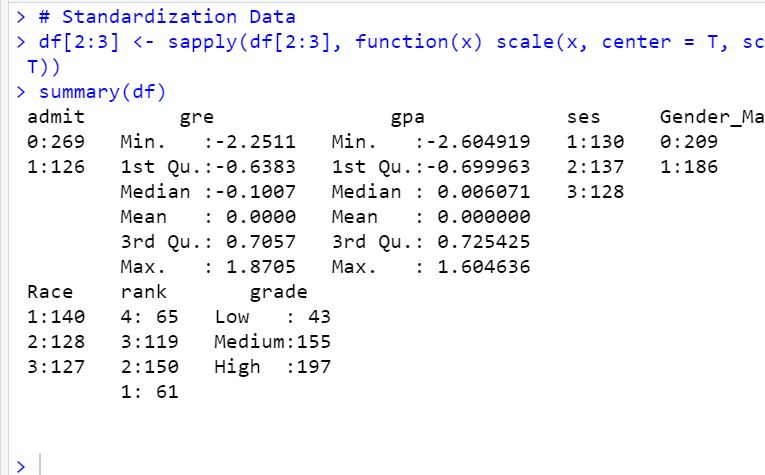 > # Standardization Data
> df[2:3] <- sapply(df[2:3], function(x) scale(x, center = T, sc
T))
> summary(df)
admit gre gpa ses Gender_Ma
0:269 Min. :-2.2511 Min. :-2.604919 1:130 0:209
1:126 1st Qu.:-0.6383 1st Qu.:-0.699963 2:137 1:186
Median :-0.1007 Median : 0.006071 3:128
Mean : 0.0000 Mean : 0.000000
3rd Qu.: 0.7057 3rd Qu.: 0.725425
Max. : 1.8705 Max. : 1.604636
Race rank grade
1:140 4: 65 Low : 43
2:128 3:119 Medium:155
3:127 2:150 High :197
1: 61
>